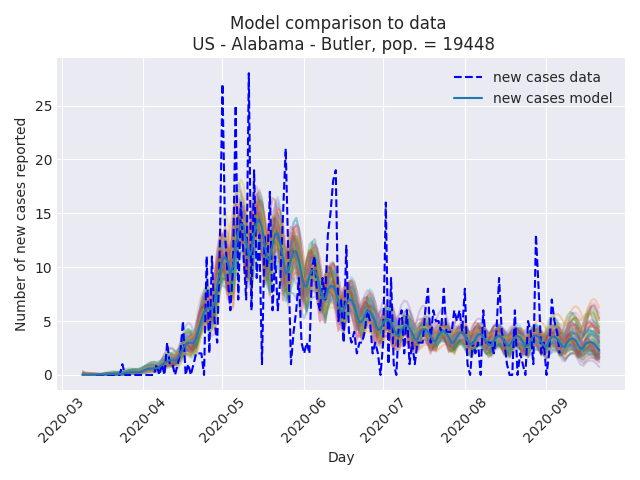 Model comparison to data
US - Alabama - Butler, pop. = 19448
new cases data
new cases model
Number of new cases reported
25
20
15
10
5
0
2020-03
2020-04
2020-05
2020-06
2020-07
2020-08
2020-09
Day